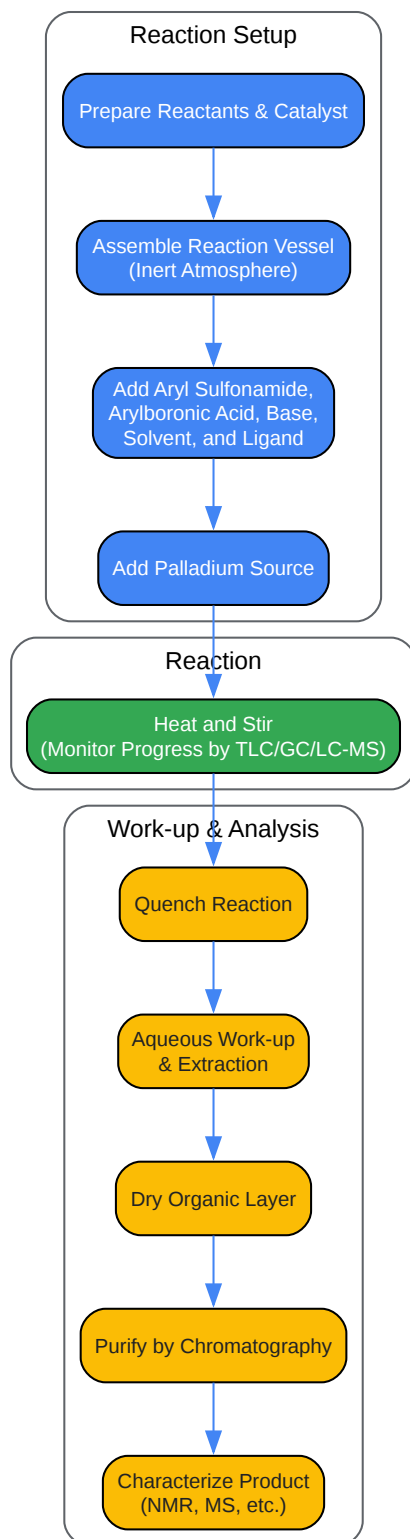 Reaction Setup
Prepare Reactants & Catalyst
Assemble Reaction Vessel
(Inert Atmosphere)
Add Aryl Sulfonamide,
Arylboronic Acid, Base,
Solvent, and Ligand
Add Palladium Source
Reaction
Heat and Stir
(Monitor Progress by TLC/GC/LC-MS)
Work-up & Analysis
Quench Reaction
Aqueous Work-up
& Extraction
Dry Organic Layer
Purify by Chromatography
Characterize Product
(NMR, MS, etc.)